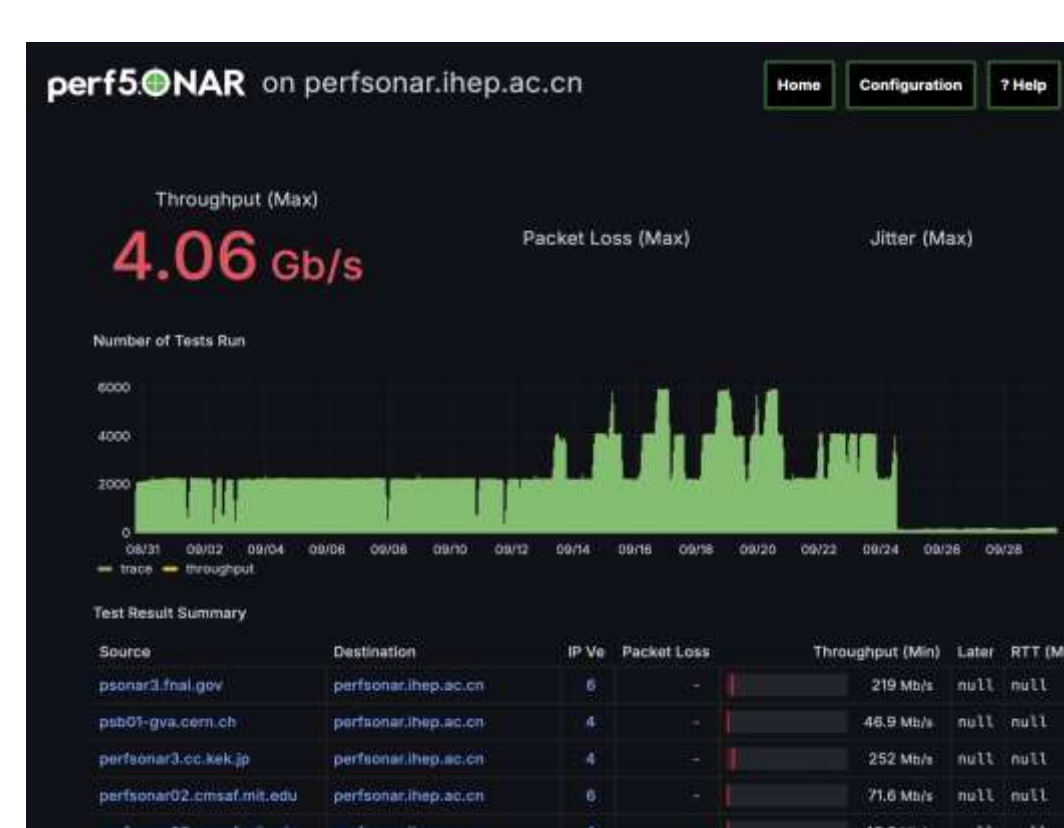 perfSONAR on perfsonar.ihep.ac.cn
Home
Configuration
? Help
Throughput (Max)
4.06 Gb/s
Packet Loss (Max)
Jitter (Max)
Number of Tests Run
6000
4000
2000
0
08/31 09/02 09/04 09/06 09/08 09/10 09/12 09/14 09/16 09/18 09/20 09/22 09/24 09/26 09/28
trace throughput
Test Result Summary
Source Destination IP Ve Packet Loss Throughput (Min) Later RTT (M
psonar3.fnal.gov perfsonar.ihep.ac.cn 6 - 219 Mb/s null null
psb01-gva.cern.ch perfsonar.ihep.ac.cn 4 - 46.9 Mb/s null null
perfsonar3.cc.kek.jp perfsonar.ihep.ac.cn 4 - 252 Mb/s null null
perfsonar02.cmsaf.mit.edu perfsonar.ihep.ac.cn 6 - 71.6 Mb/s null null